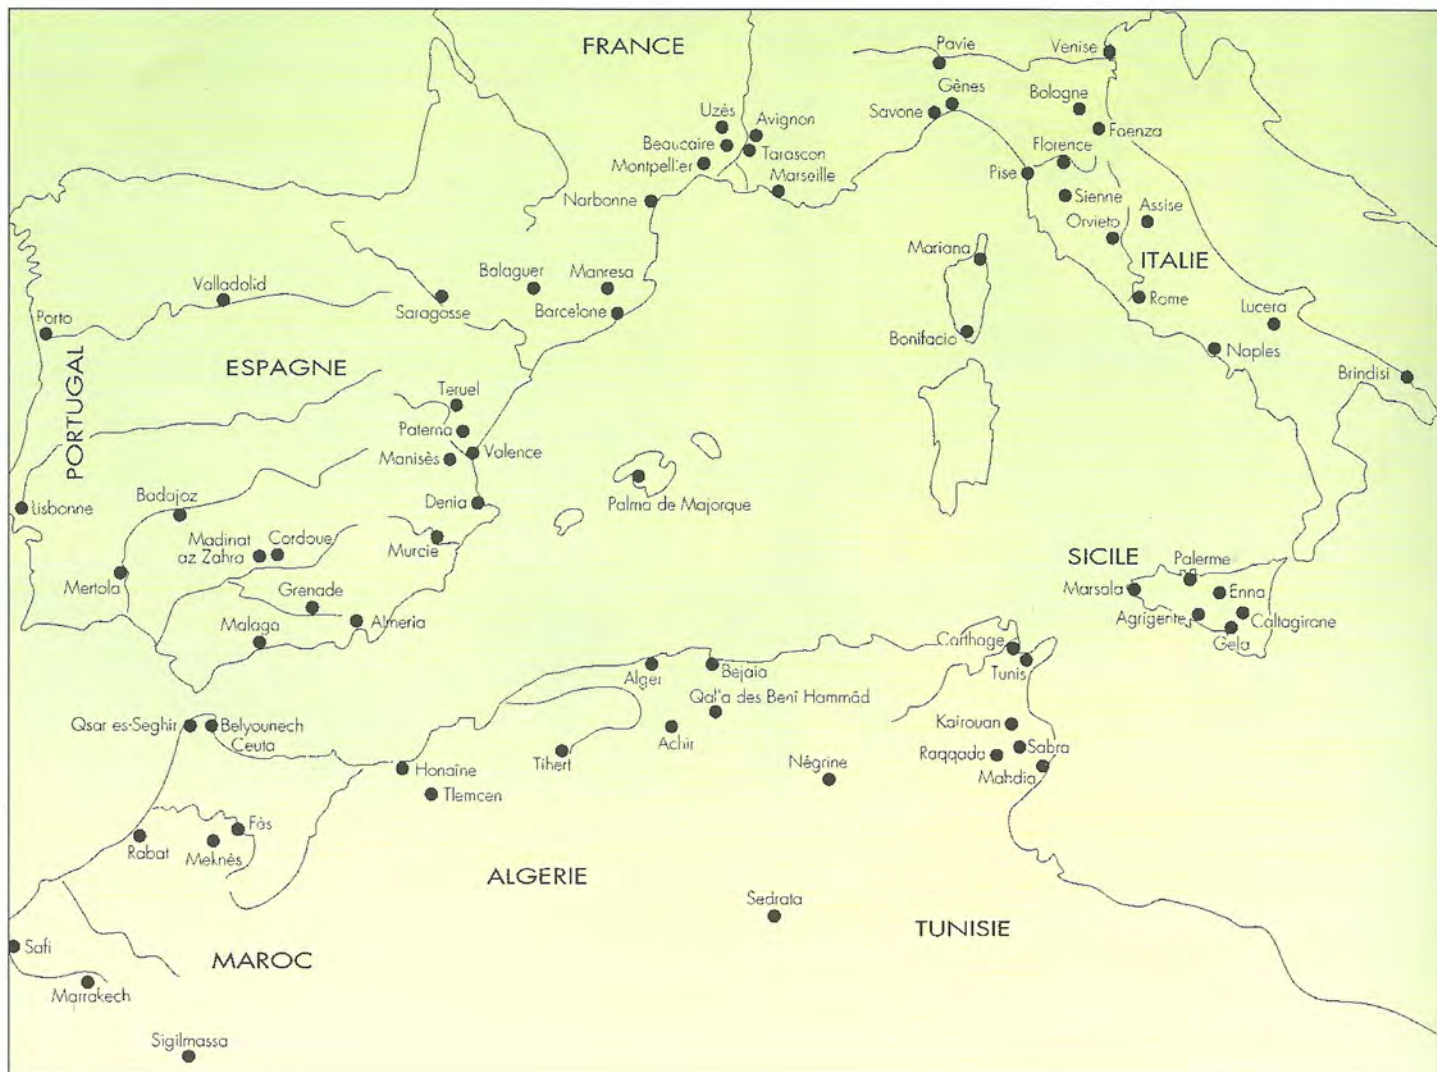 FRANCE
Pavie
Venise
Gênes
Bologne
Savone
Faenza
Uzès
Avignon
Beaucaire
Tarascon
Montpellier
Marseille
Florence
Pise
Narbonne
Sienne
Assise
Orvieto
Mariana
ITALIE
Balaguer
Manresa
Valladolid
Saragosse
Barcelone
Rome
Lucera
Porto
Bonifacio
Naples
ESPAGNE
Brindisi
PORTUGAL
Teruel
Paterna
Manisès
Valence
Badajoz
Denia
Palma de Majorque
Lisbonne
Madinat
az Zahra
Cordoue
Murcie
SICILE
Palerme
Mertola
Marsala
Enna
Grenade
Agrigente
Caltagirone
Malaga
Almeria
Gela
Carthage
Alger
Bejaïa
Tunis
Qal'a des Benî Hammâd
Qsar es-Seghir
Belyounech
Ceuta
Achir
Kairouan
Tihert
Raqqada
Sabra
Honaïne
Négrine
Mahdia
Tlemcen
Fès
Rabat
Meknès
ALGERIE
Sedrata
TUNISIE
Safi
MAROC
Marrakech
Sigilmassa